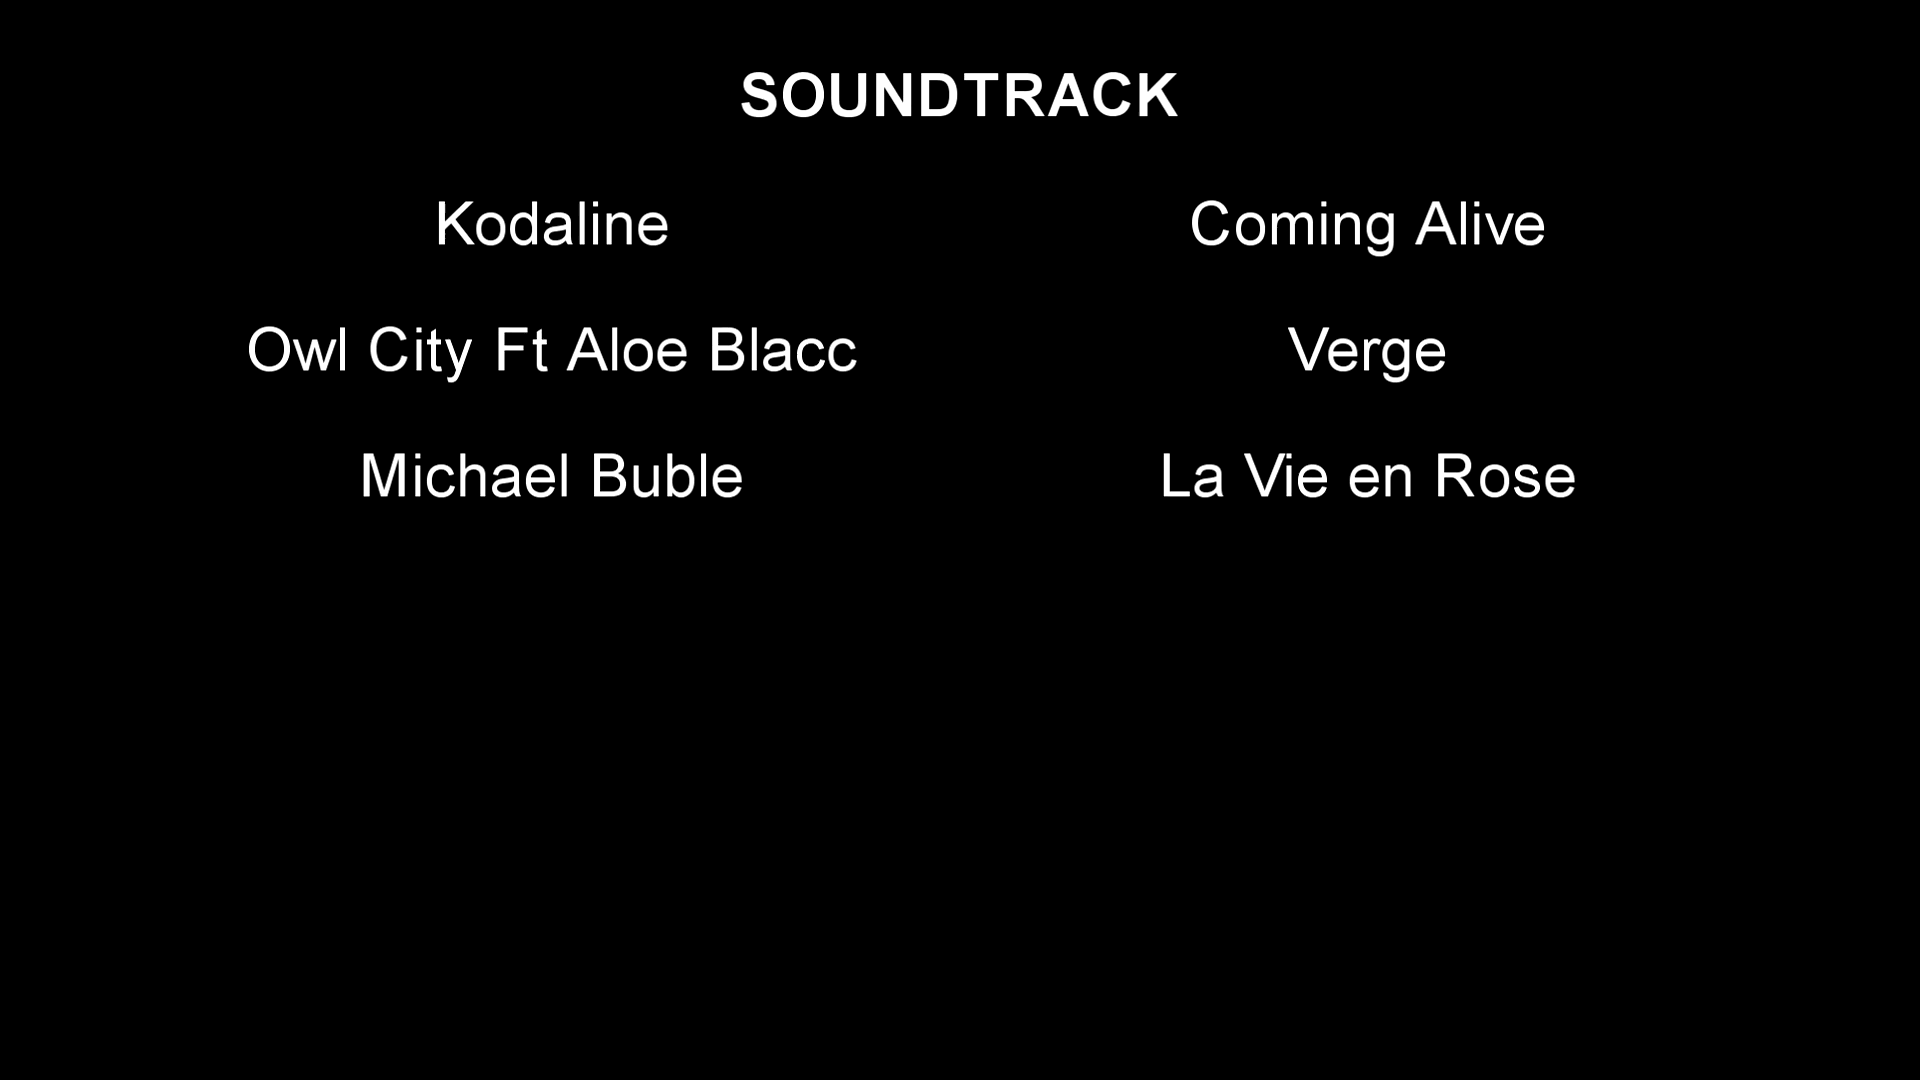 SOUNDTRACK
Kodaline Coming Alive
Owl City Ft Aloe Blacc Verge
Michael Buble La Vie en Rose